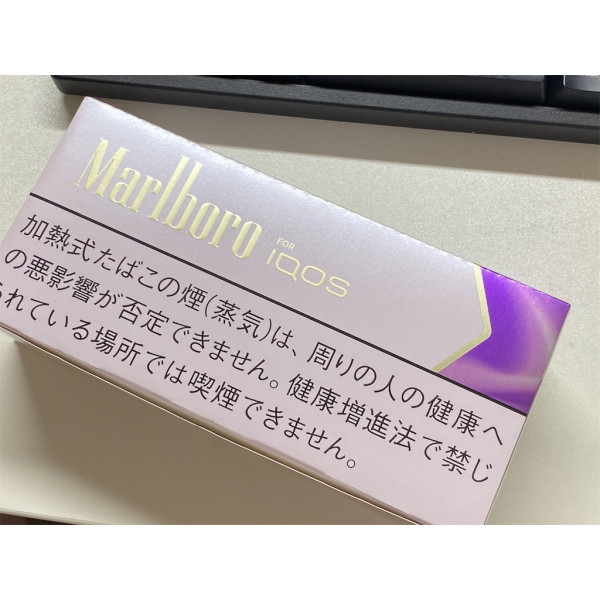 Marlboro FOR IQOS
加熱式たばこの煙(蒸気)は、周りの人の健康へ
の悪影響が否定できません。健康増進法で禁じ
られている場所では喫煙できません。